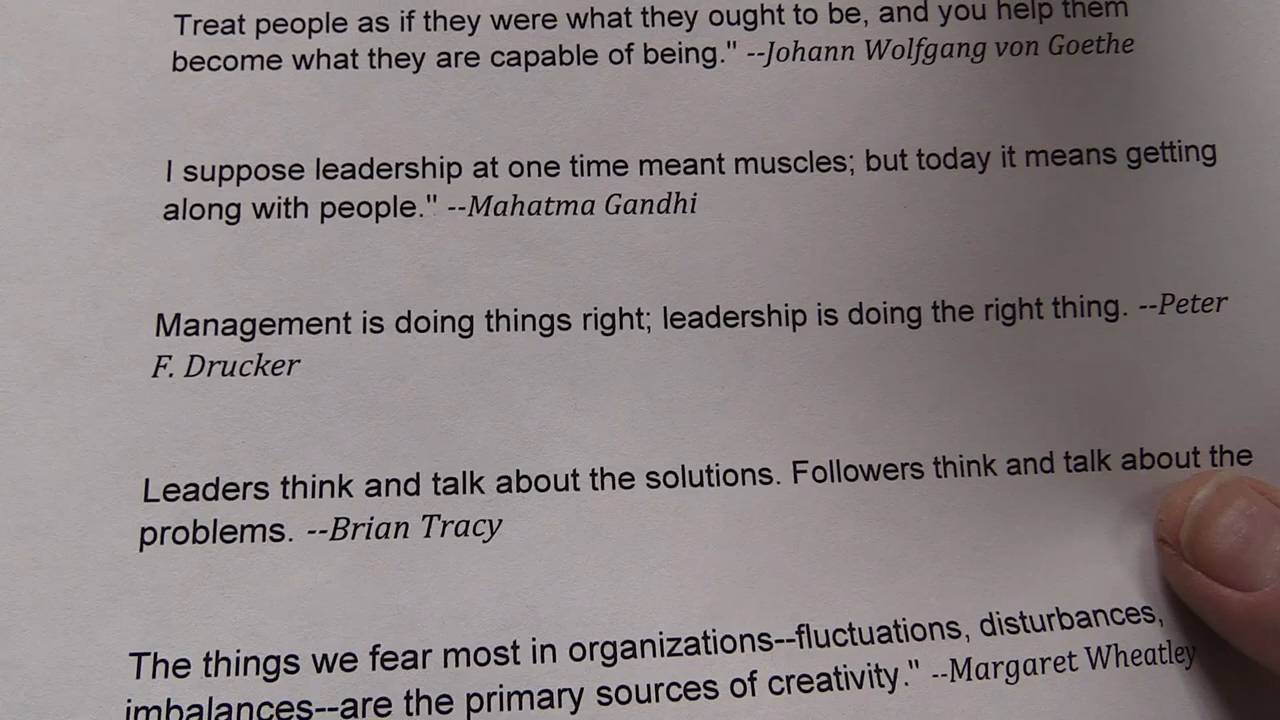 Treat people as if they were what they ought to be, and you help them
become what they are capable of being." --Johann Wolfgang von Goethe
I suppose leadership at one time meant muscles; but today it means getting
along with people." --Mahatma Gandhi
Management is doing things right; leadership is doing the right thing. --Peter
F. Drucker
Leaders think and talk about the solutions. Followers think and talk about the
problems. --Brian Tracy
The things we fear most in organizations--fluctuations, disturbances,
imbalances--are the primary sources of creativity." --Margaret Wheatley